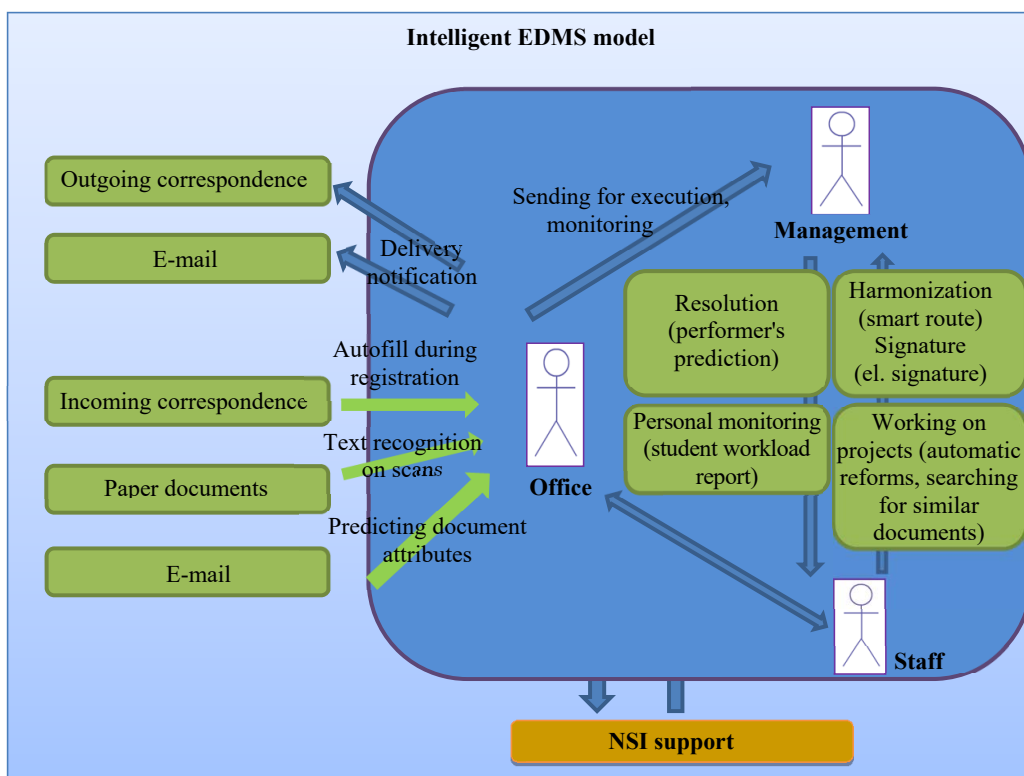 Intelligent EDMS model
Outgoing correspondence
E-mail
Delivery
notification
Sending for execution,
monitoring
Management
Resolution
(performer's
prediction)
Harmonization
(smart route)
Signature
(el. signature)
Autofill during
registration
Incoming correspondence
Text recognition
on scans
Paper documents
Predicting document
attributes
E-mail
Office
Personal monitoring
(student workload
report)
Working on
projects (automatic
reforms, searching
for similar
documents)
Staff
NSI support